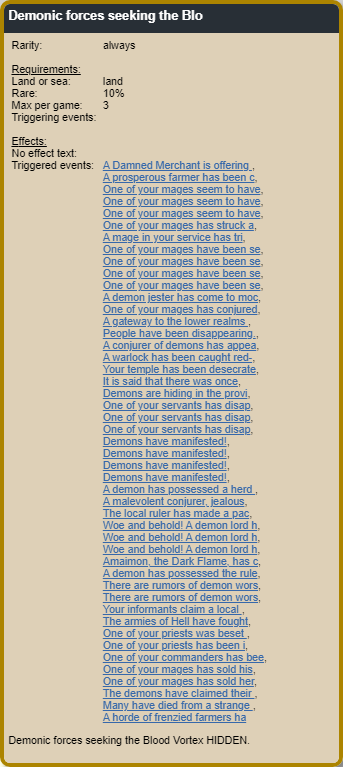 Demonic forces seeking the Blo
Rarity: always
Requirements:
Land or sea: land
Rare: 10%
Max per game: 3
Triggering events:
Effects:
No effect text:
Triggered events: A Damned Merchant is offering ,
A prosperous farmer has been c,
One of your mages seem to have,
One of your mages seem to have,
One of your mages seem to have,
One of your mages has struck a,
A mage in your service has tri,
One of your mages have been se,
One of your mages have been se,
One of your mages have been se,
One of your mages have been se,
A demon jester has come to moc,
One of your mages has conjured,
A gateway to the lower realms ,
People have been disappearing ,
A conjurer of demons has appea,
A warlock has been caught red-,
Your temple has been desecrate,
It is said that there was once,
Demons are hiding in the provi,
One of your servants has disap,
One of your servants has disap,
One of your servants has disap,
Demons have manifested!,
Demons have manifested!,
Demons have manifested!,
Demons have manifested!,
A demon has possessed a herd ,
A malevolent conjurer, jealous,
The local ruler has made a pac,
Woe and behold! A demon lord h,
Woe and behold! A demon lord h,
Woe and behold! A demon lord h,
Amaimon, the Dark Flame, has c,
A demon has possessed the rule,
There are rumors of demon wors,
There are rumors of demon wors,
Your informants claim a local ,
The armies of Hell have fought,
One of your priests was beset ,
One of your priests has been i,
One of your commanders has bee,
One of your mages has sold his,
One of your mages has sold her,
The demons have claimed their ,
Many have died from a strange ,
A horde of frenzied farmers ha
Demonic forces seeking the Blood Vortex HIDDEN.